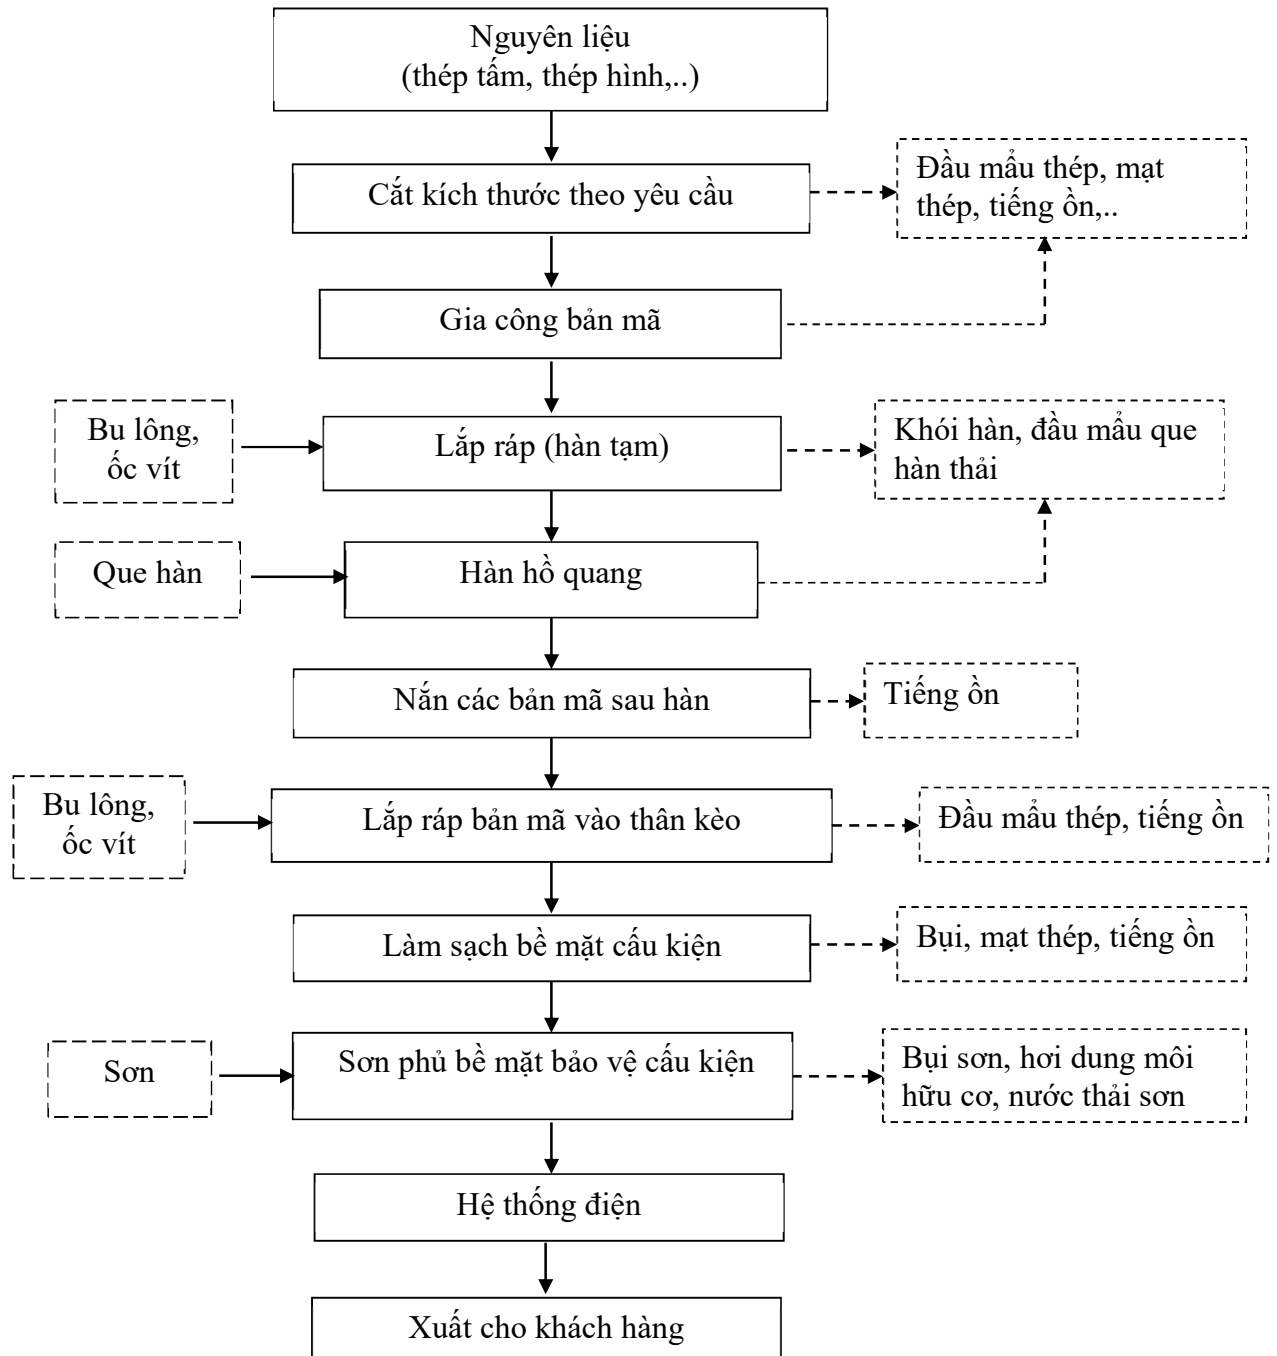 Nguyên liệu
(thép tấm, thép hình,..)
Cắt kích thước theo yêu cầu
Đầu mẩu thép, mạt
thép, tiếng ồn,..
Gia công bản mã
Bu lông,
ốc vít
Lắp ráp (hàn tạm)
Khói hàn, đầu mẩu que
hàn thải
Que hàn
Hàn hồ quang
Nắn các bản mã sau hàn
Tiếng ồn
Bu lông,
ốc vít
Lắp ráp bản mã vào thân kèo
Đầu mẩu thép, tiếng ồn
Làm sạch bề mặt cấu kiện
Bụi, mạt thép, tiếng ồn
Sơn
Sơn phủ bề mặt bảo vệ cấu kiện
Bụi sơn, hơi dung môi
hữu cơ, nước thải sơn
Hệ thống điện
Xuất cho khách hàng